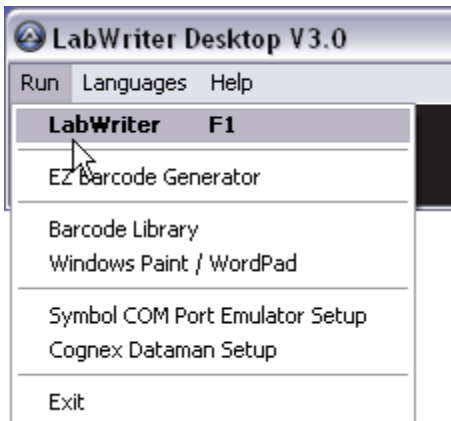 LabWriter Desktop V3.0
Run Languages Help
LabWriter F1
EZ Barcode Generator
Barcode Library
Windows Paint / WordPad
Symbol COM Port Emulator Setup
Cognex Dataman Setup
Exit